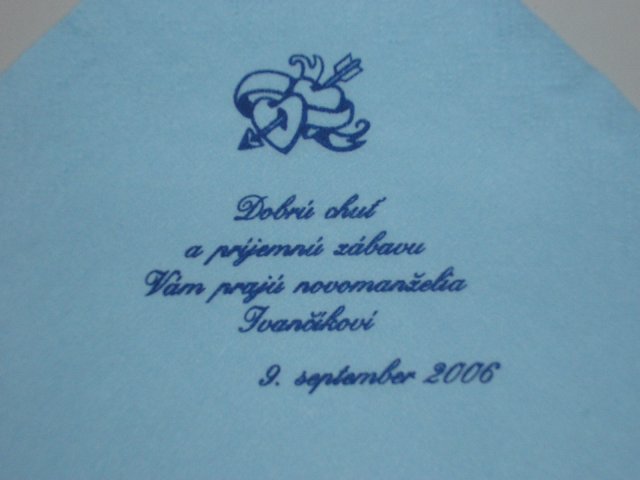 Dobrú chuť
a príjemnú zábavu
Vám prajú novomanželia
Ivančíkoví
9. september 2006